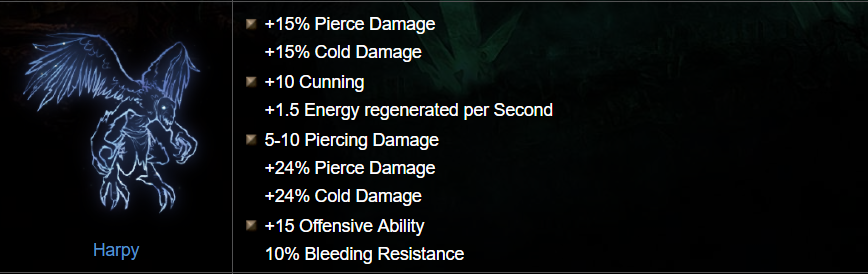 +15% Pierce Damage
+15% Cold Damage
+10 Cunning
+1.5 Energy regenerated per Second
5-10 Piercing Damage
+24% Pierce Damage
+24% Cold Damage
+15 Offensive Ability
10% Bleeding Resistance
Harpy